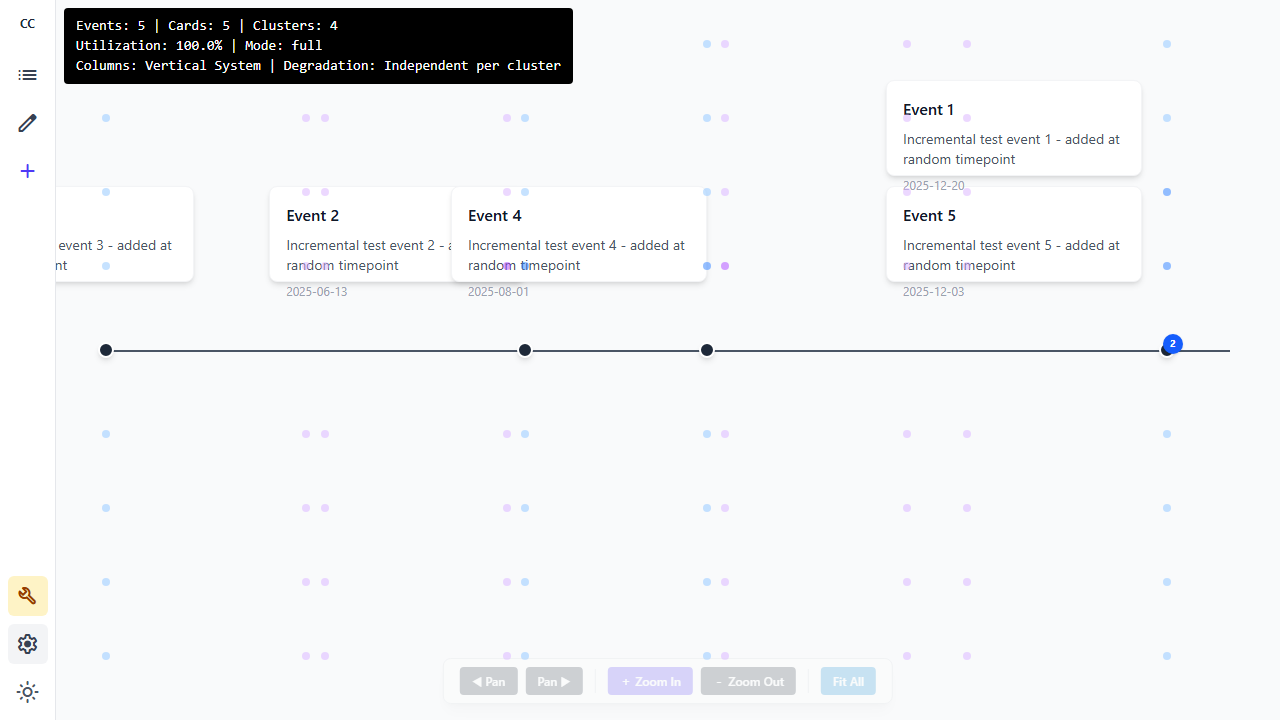 CC
Events: 5 | Cards: 5 | Clusters: 4
Utilization: 100.0% | Mode: full
Columns: Vertical System | Degradation: Independent per cluster
Event 1
Incremental test event 1 - added at
random timepoint
2025-12-20
event 3 - added at
nt
Event 2
Incremental test event 2 - a
random timepoint
2025-06-13
Event 4
Incremental test event 4 - added at
random timepoint
2025-08-01
Event 5
Incremental test event 5 - added at
random timepoint
2025-12-03
2
◀ Pan
Pan ▶
+ Zoom In
- Zoom Out
Fit All